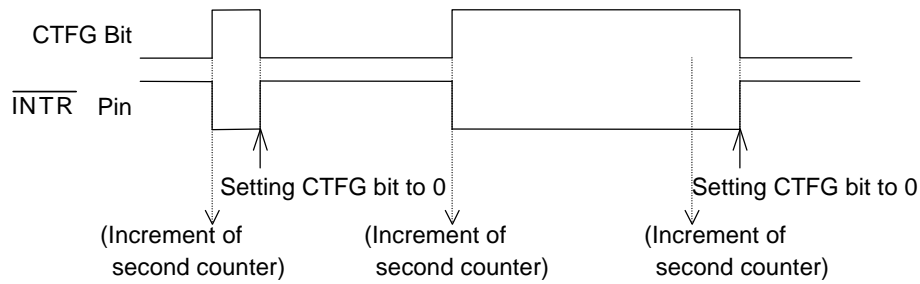 CTFG Bit
INTR Pin
Setting CTFG bit to 0
Setting CTFG bit to 0
(Increment of
second counter)
(Increment of
second counter)
(Increment of
second counter)